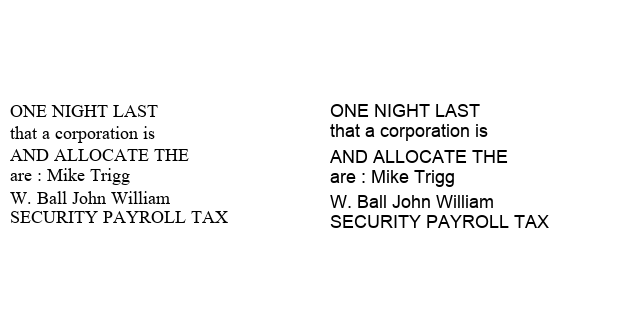 ONE NIGHT LAST
that a corporation is
AND ALLOCATE THE
are : Mike Trigg
W. Ball John William
SECURITY PAYROLL TAX
ONE NIGHT LAST
that a corporation is
AND ALLOCATE THE
are : Mike Trigg
W. Ball John William
SECURITY PAYROLL TAX